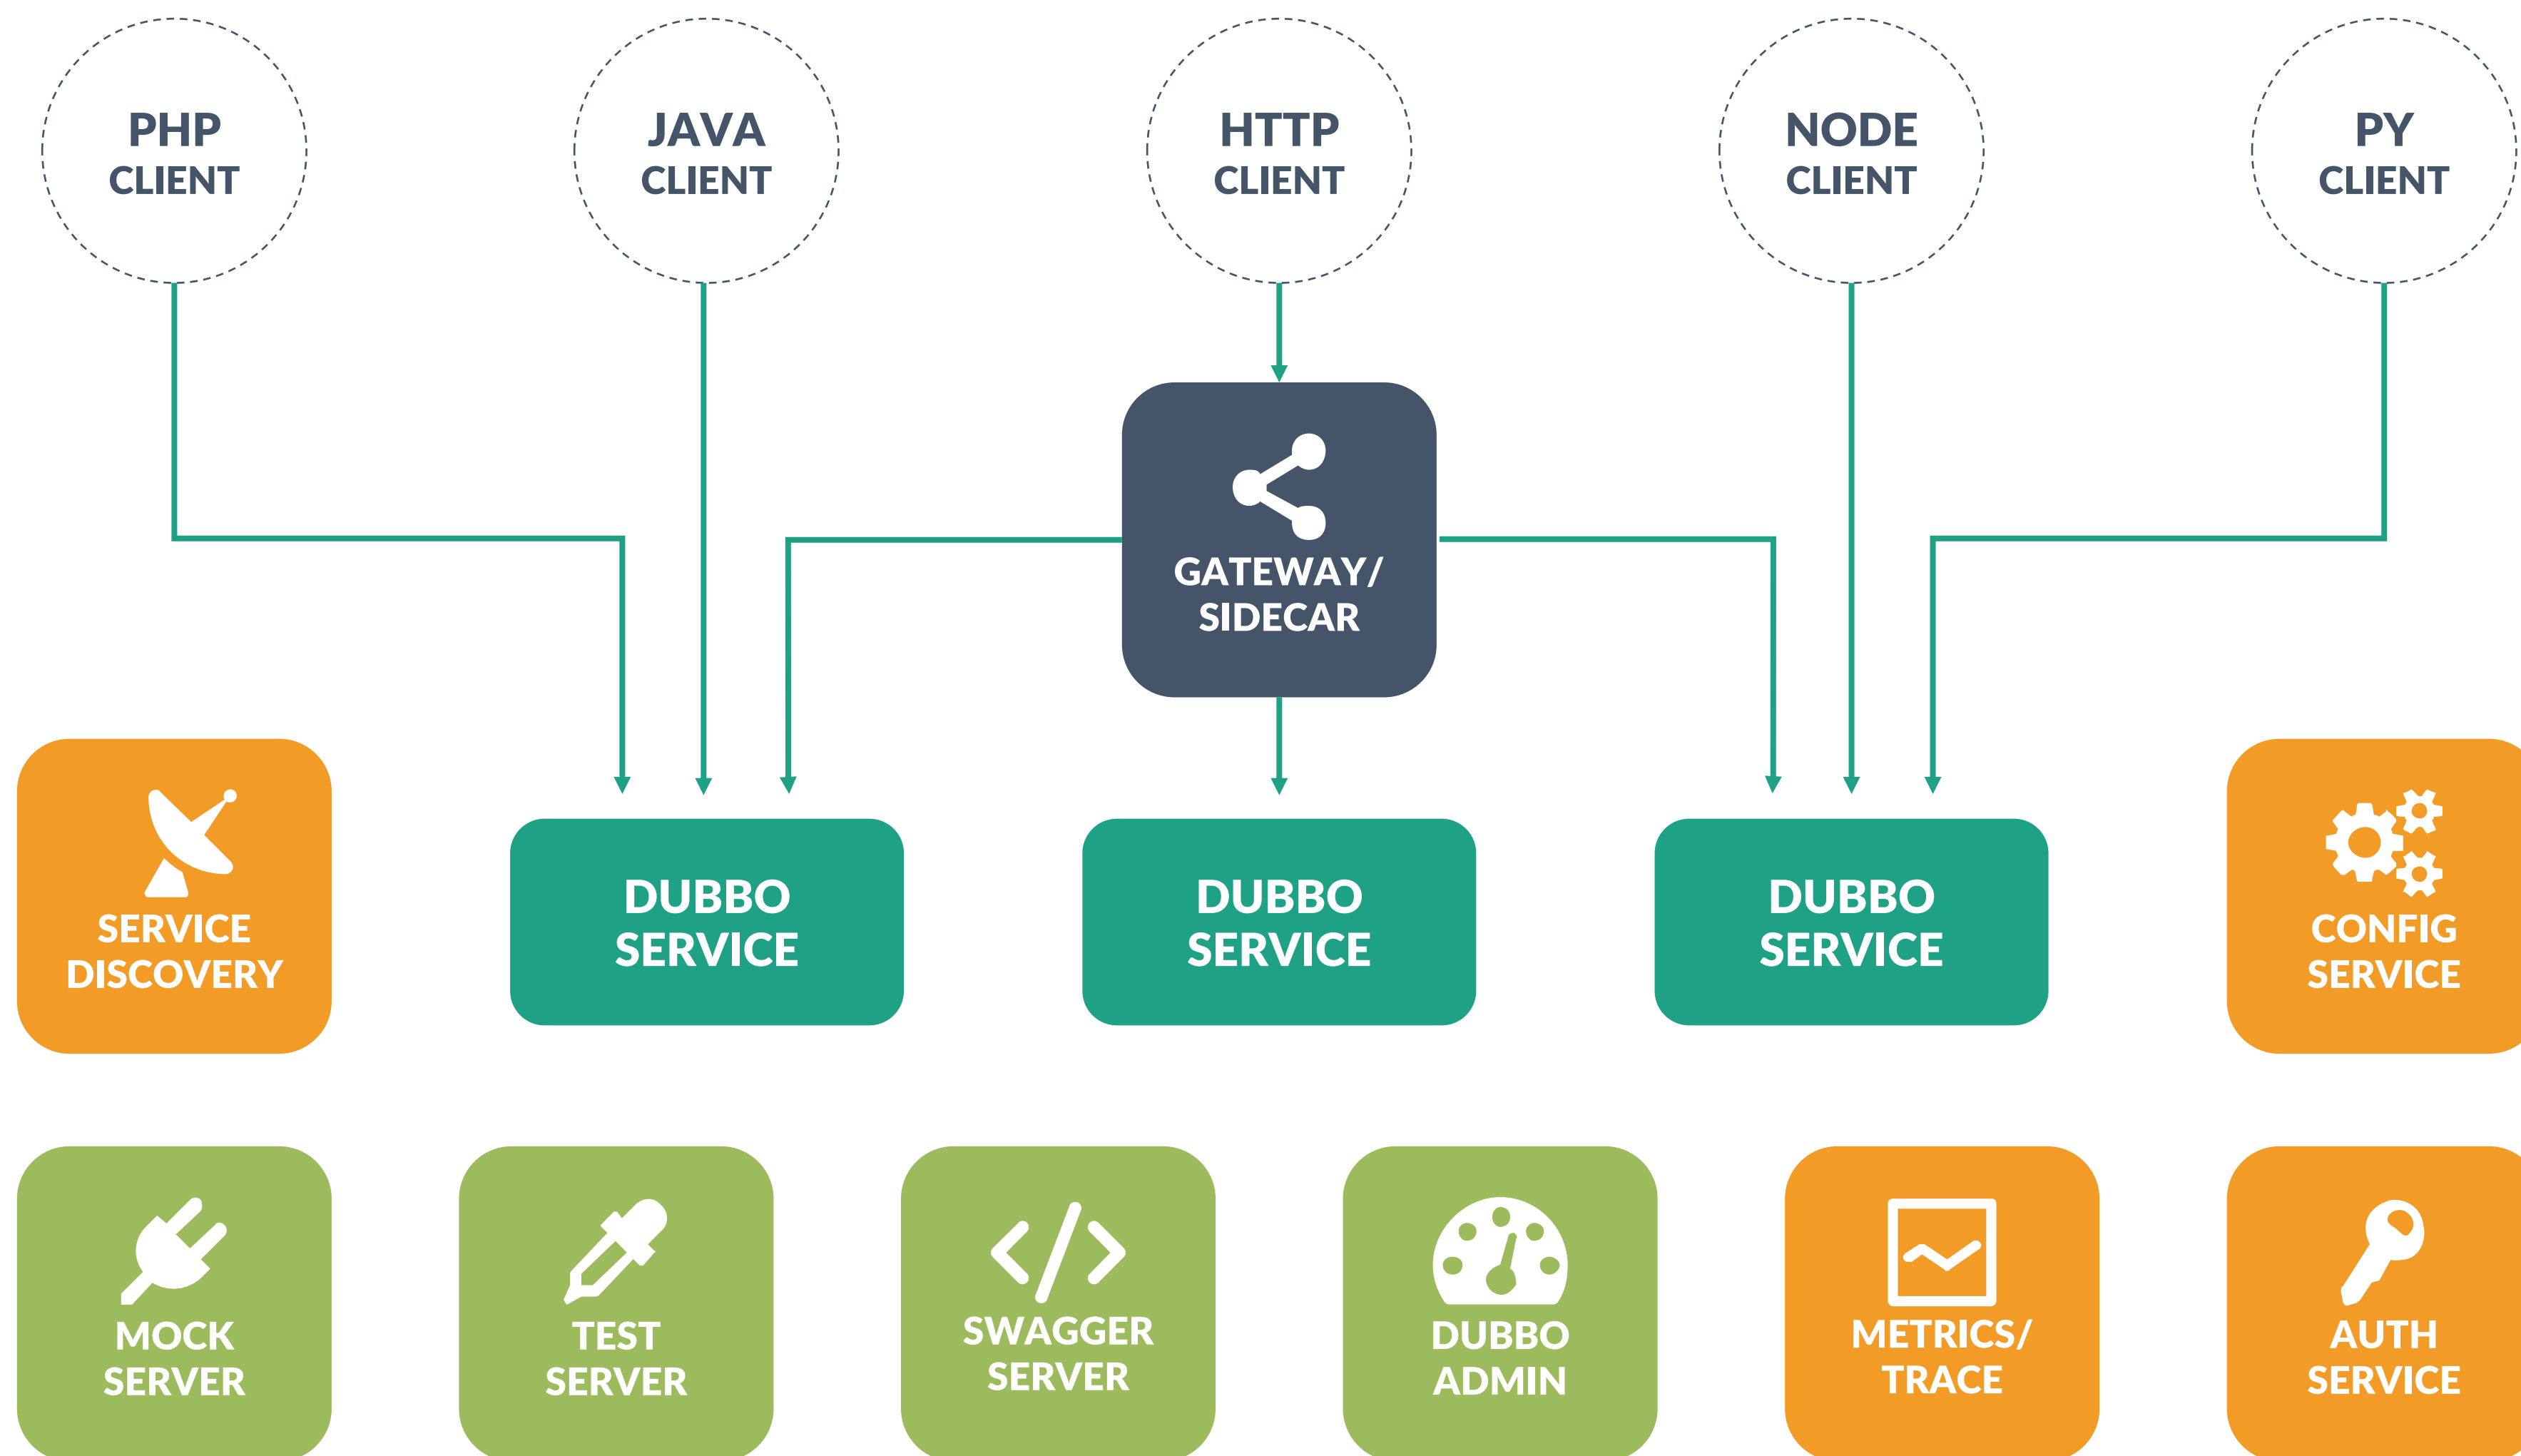 PHP
CLIENT
JAVA
CLIENT
HTTP
CLIENT
NODE
CLIENT
PY
CLIENT
GATEWAY/
SIDECAR
SERVICE
DISCOVERY
DUBBO
SERVICE
DUBBO
SERVICE
DUBBO
SERVICE
CONFIG
SERVICE
MOCK
SERVER
TEST
SERVER
SWAGGER
SERVER
DUBBO
ADMIN
METRICS/
TRACE
AUTH
SERVICE